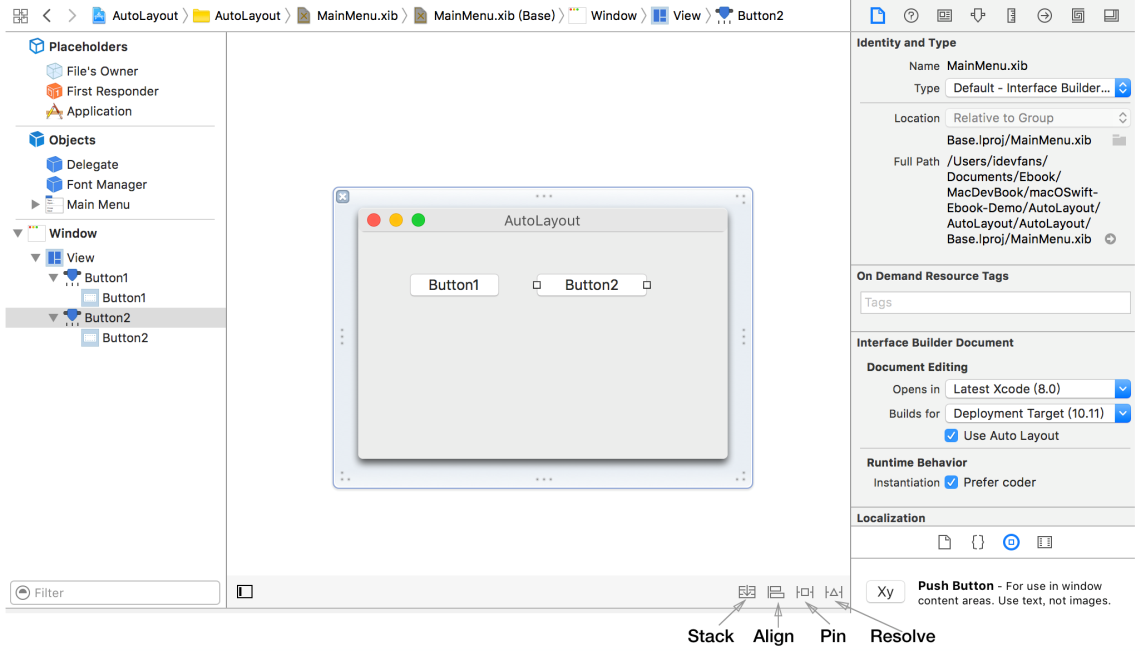 AutoLayout
AutoLayout
MainMenu.xib
MainMenu.xib (Base)
Window
View
Button2
Placeholders
File's Owner
First Responder
Application
Objects
Delegate
Font Manager
Main Menu
Window
View
Button1
Button1
Button2
Button2
Filter
AutoLayout
Button1
Button2
Stack
Align
Pin
Resolve
Identity and Type
Name MainMenu.xib
Type Default - Interface Builder...
Location Relative to Group
Base.lproj/MainMenu.xib
Full Path /Users/idevfans/
Documents/Ebook/
MacDevBook/macOSwift-
Ebook-Demo/AutoLayout/
AutoLayout/AutoLayout/
Base.lproj/MainMenu.xib
On Demand Resource Tags
Tags
Interface Builder Document
Document Editing
Opens in Latest Xcode (8.0)
Builds for Deployment Target (10.11)
Use Auto Layout
Runtime Behavior
Instantiation Prefer coder
Localization
{}
Xy
Push Button - For use in window
content areas. Use text, not images.